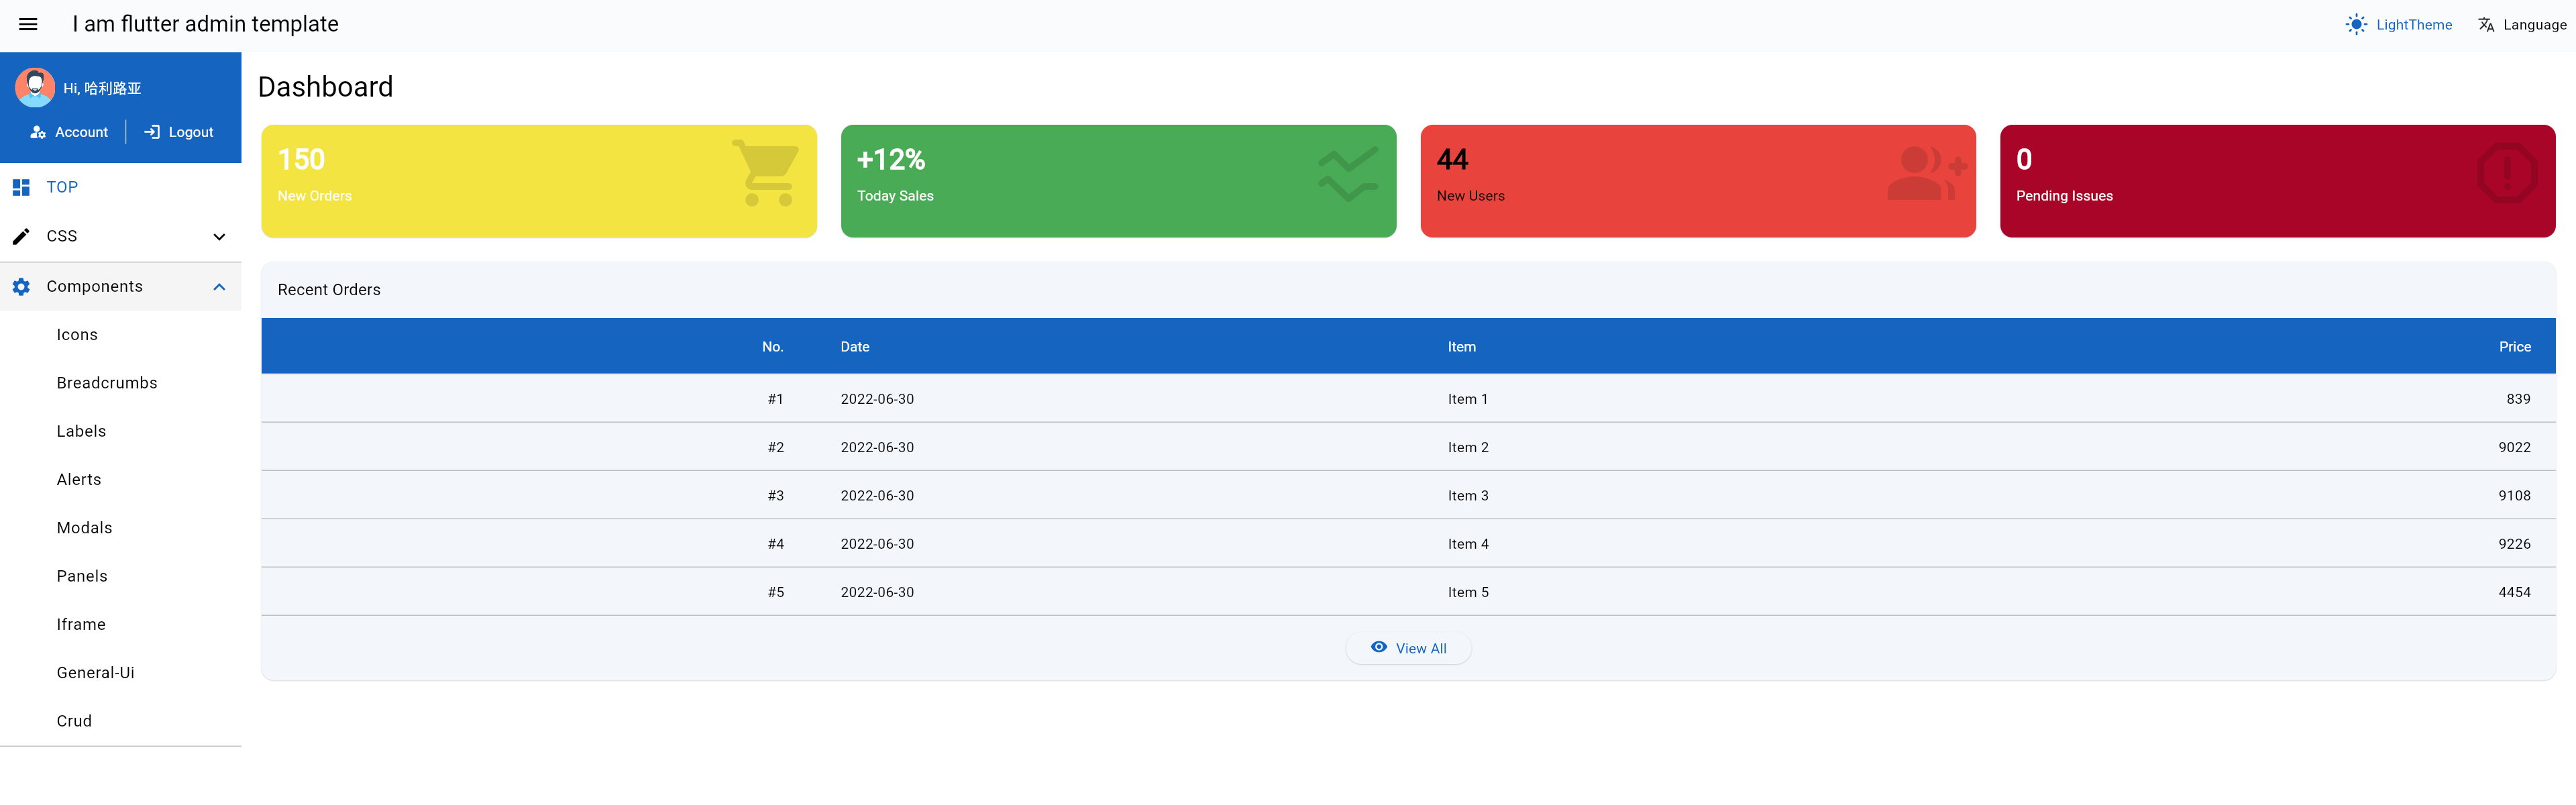 I am flutter admin template
LightTheme
Language
Hi, 哈利路亚
Account
Logout
TOP
CSS
Components
Icons
Breadcrumbs
Labels
Alerts
Modals
Panels
Iframe
General-Ui
Crud
Dashboard
150
New Orders
+12%
Today Sales
44
New Users
0
Pending Issues
Recent Orders
No. Date Item Price
#1 2022-06-30 Item 1 839
#2 2022-06-30 Item 2 9022
#3 2022-06-30 Item 3 9108
#4 2022-06-30 Item 4 9226
#5 2022-06-30 Item 5 4454
View All